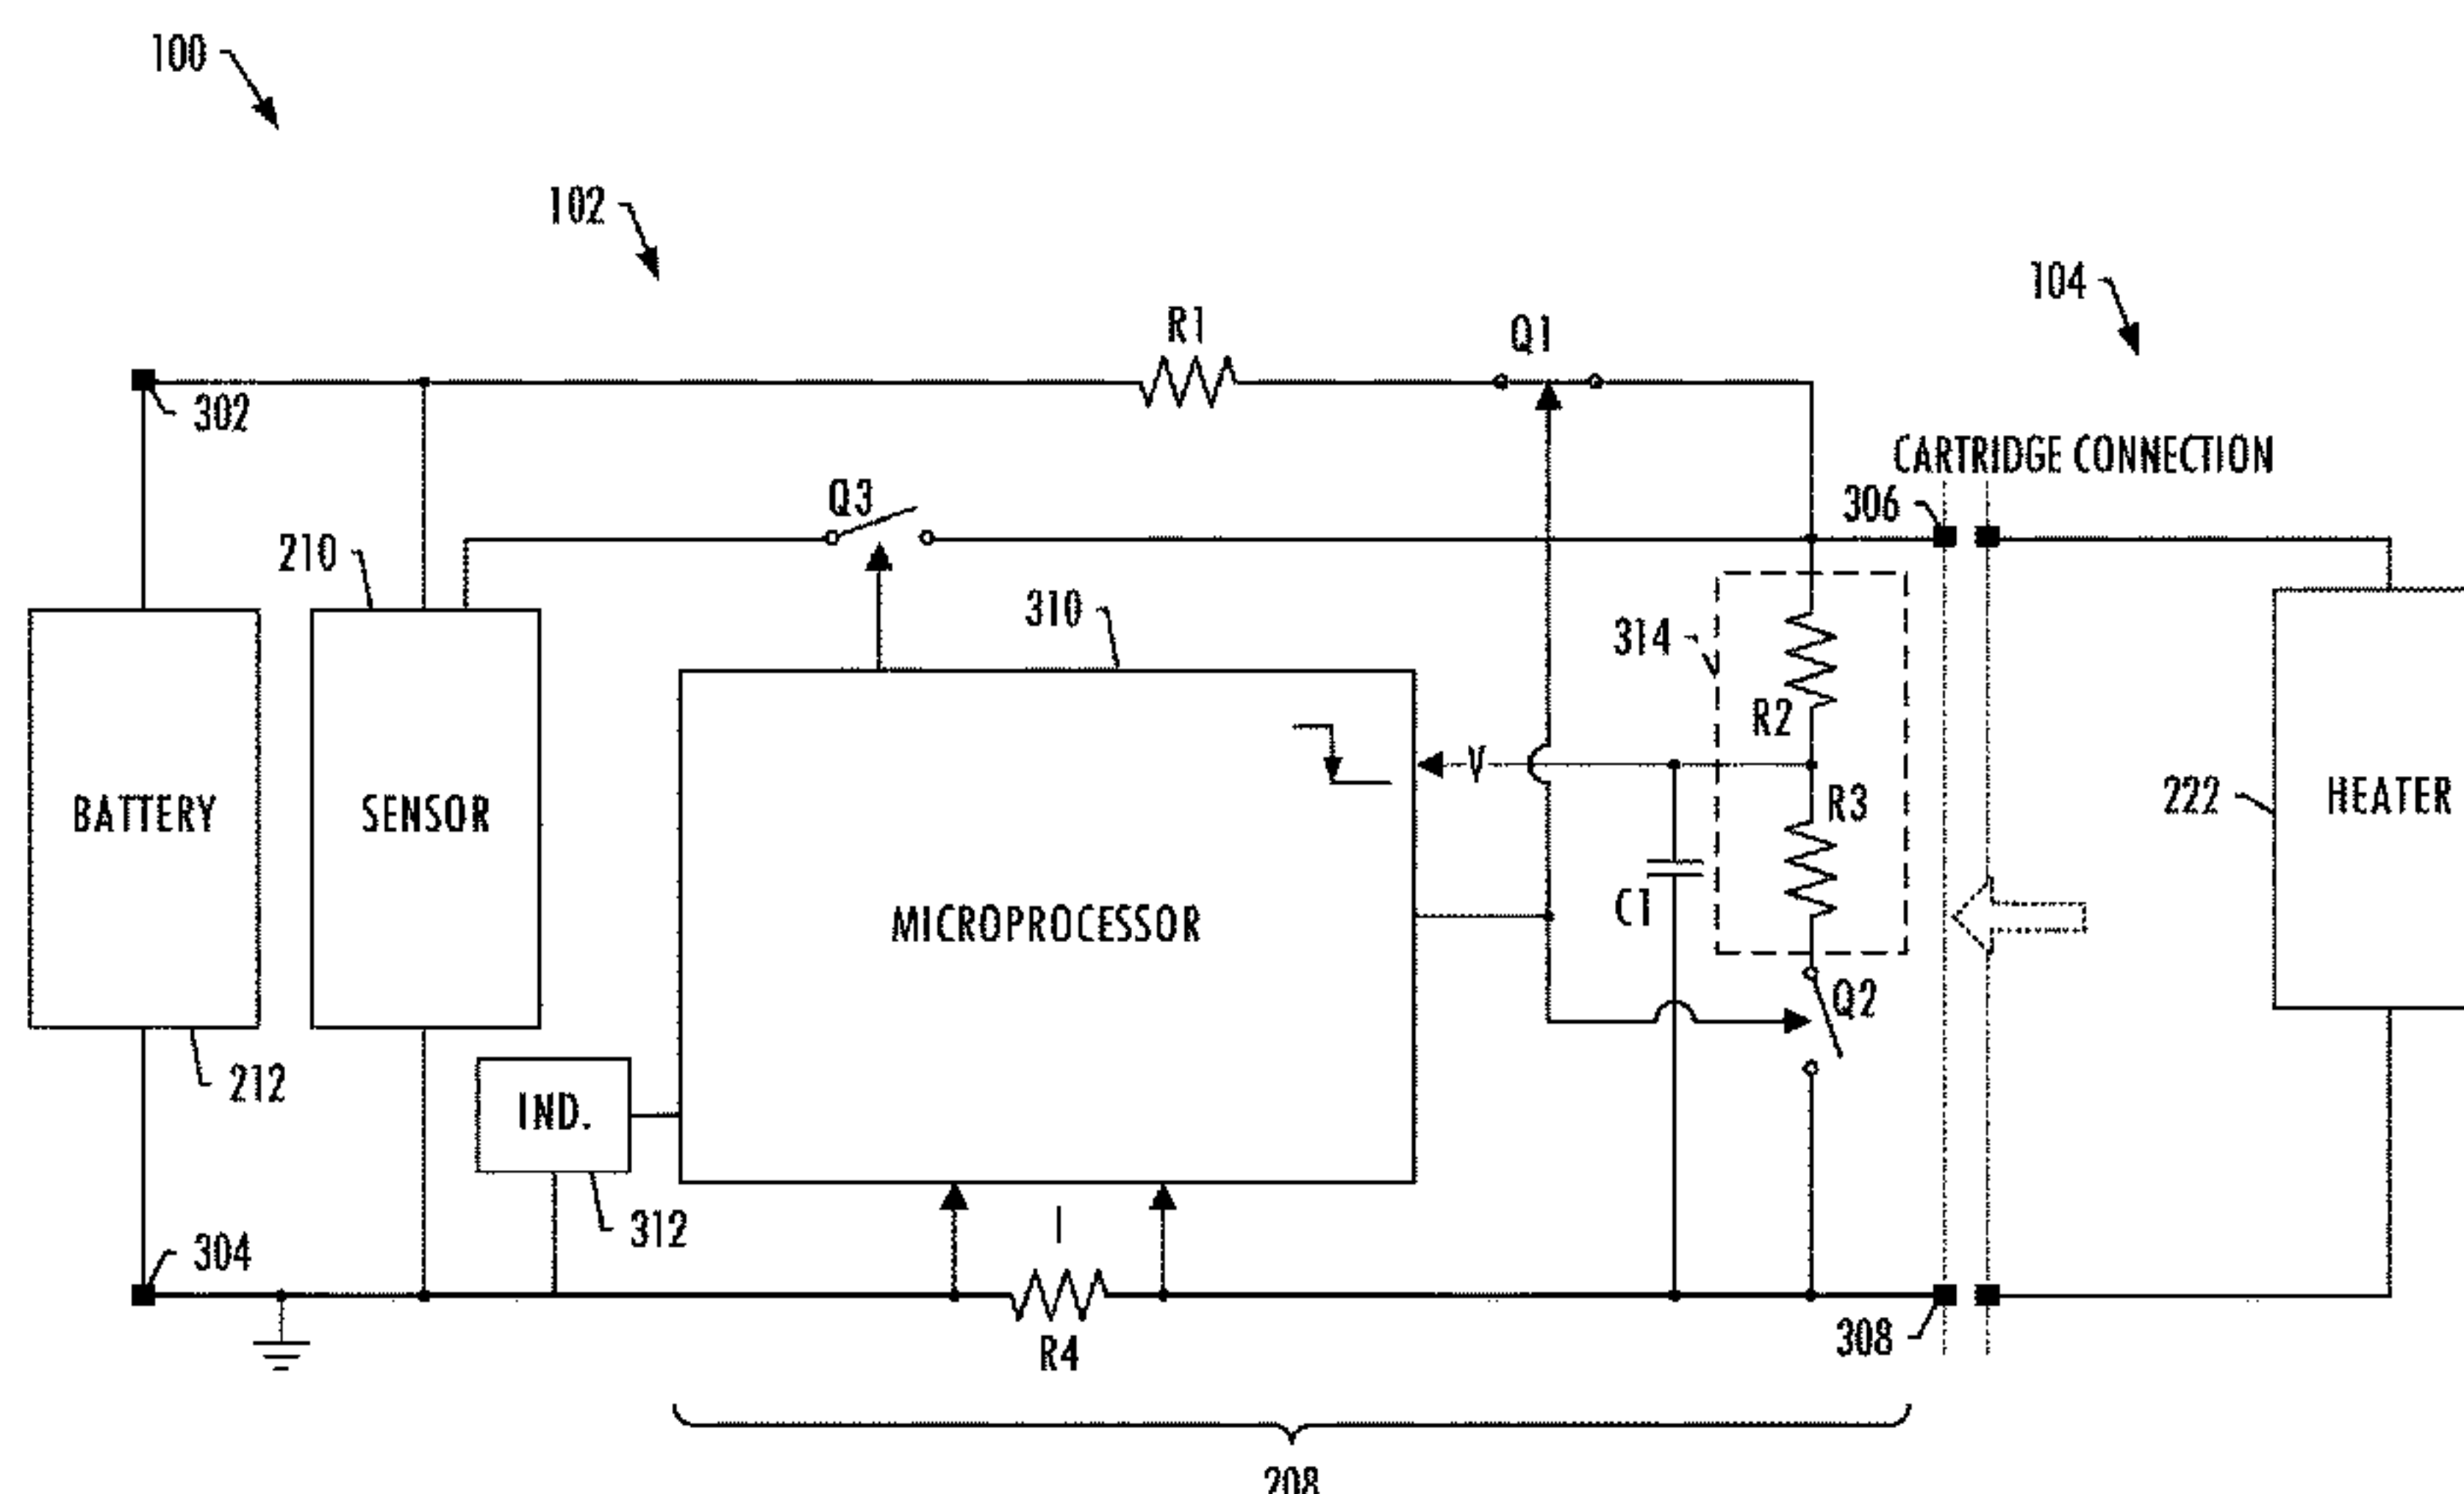 100
102
104
R1
Q1
302
CARTRIDGE CONNECTION
Q3
306
210
310
314
R2
V
BATTERY
SENSOR
R3
222
HEATER
MICROPROCESSOR
C1
Q2
212
IND.
312
I
304
308
R4
208